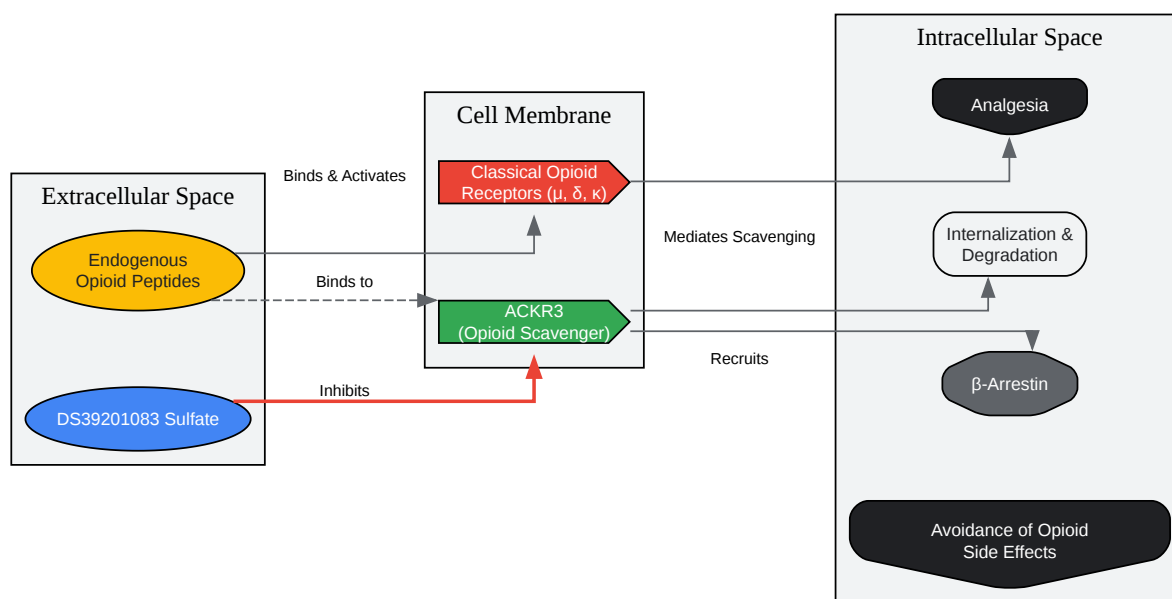 Extracellular Space
Endogenous
Opioid Peptides
DS39201083 Sulfate
Binds & Activates
Binds to
Inhibits
Cell Membrane
Classical Opioid
Receptors (μ, δ, κ)
ACKR3
(Opioid Scavenger)
Mediates Scavenging
Recruits
Intracellular Space
Analgesia
Internalization &
Degradation
β-Arrestin
Avoidance of Opioid
Side Effects